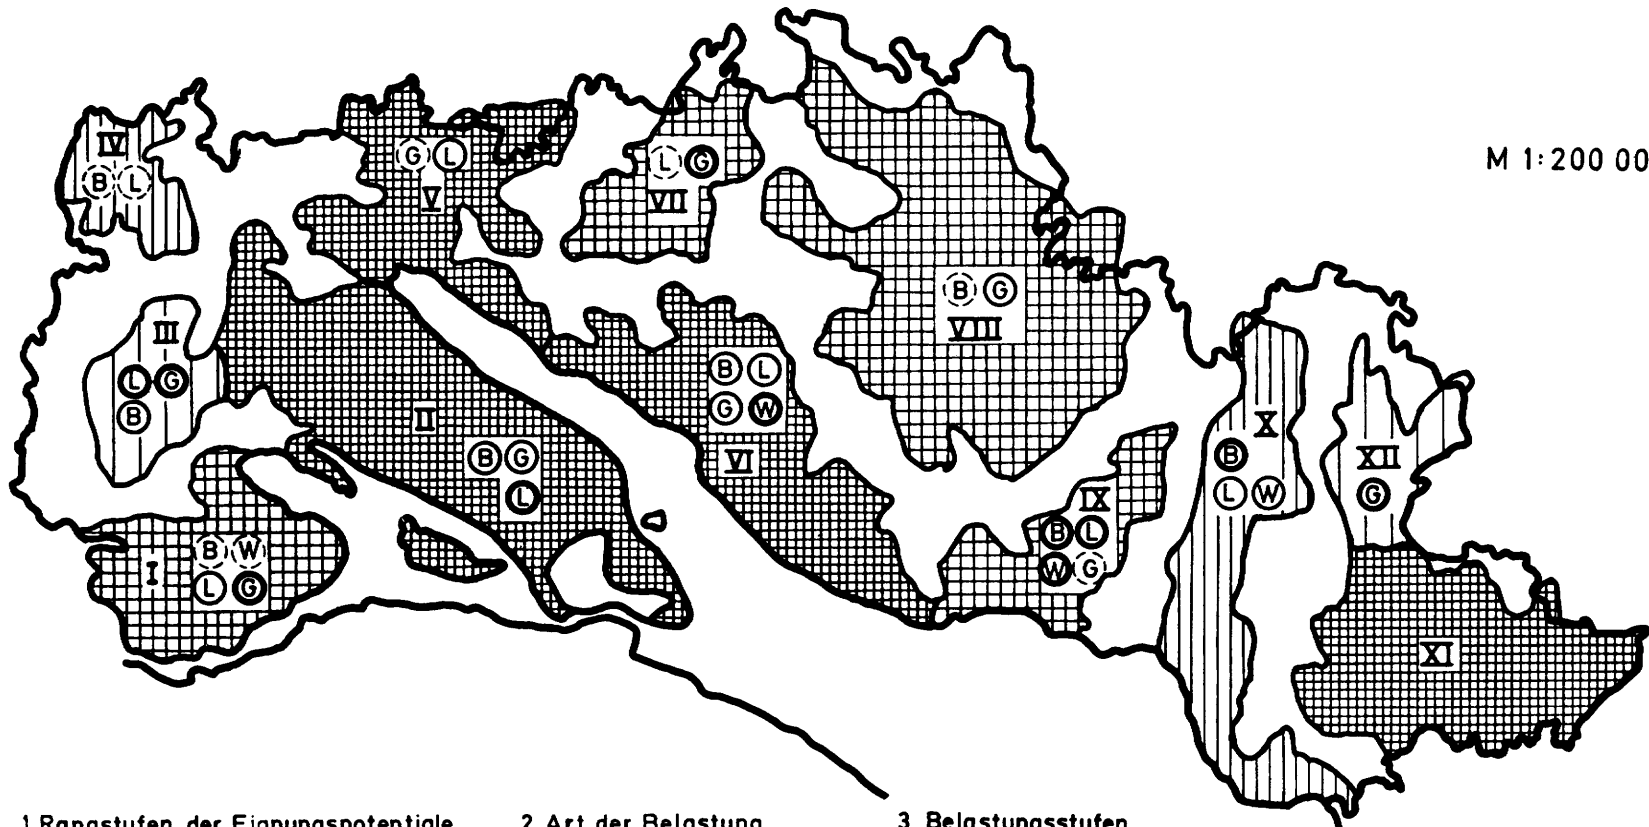 M 1:200 00
IV
B L
G L
V
L G
VII
B G
VIII
III
L G
B
II
B G
L
B L
G W
VI
X
B
L W
XII
G
IX
B L
W G
I
B W
L G
XI
1 Rangstufen der Eignungspotentiale
2 Art der Belastung
3 Belastungsstufen